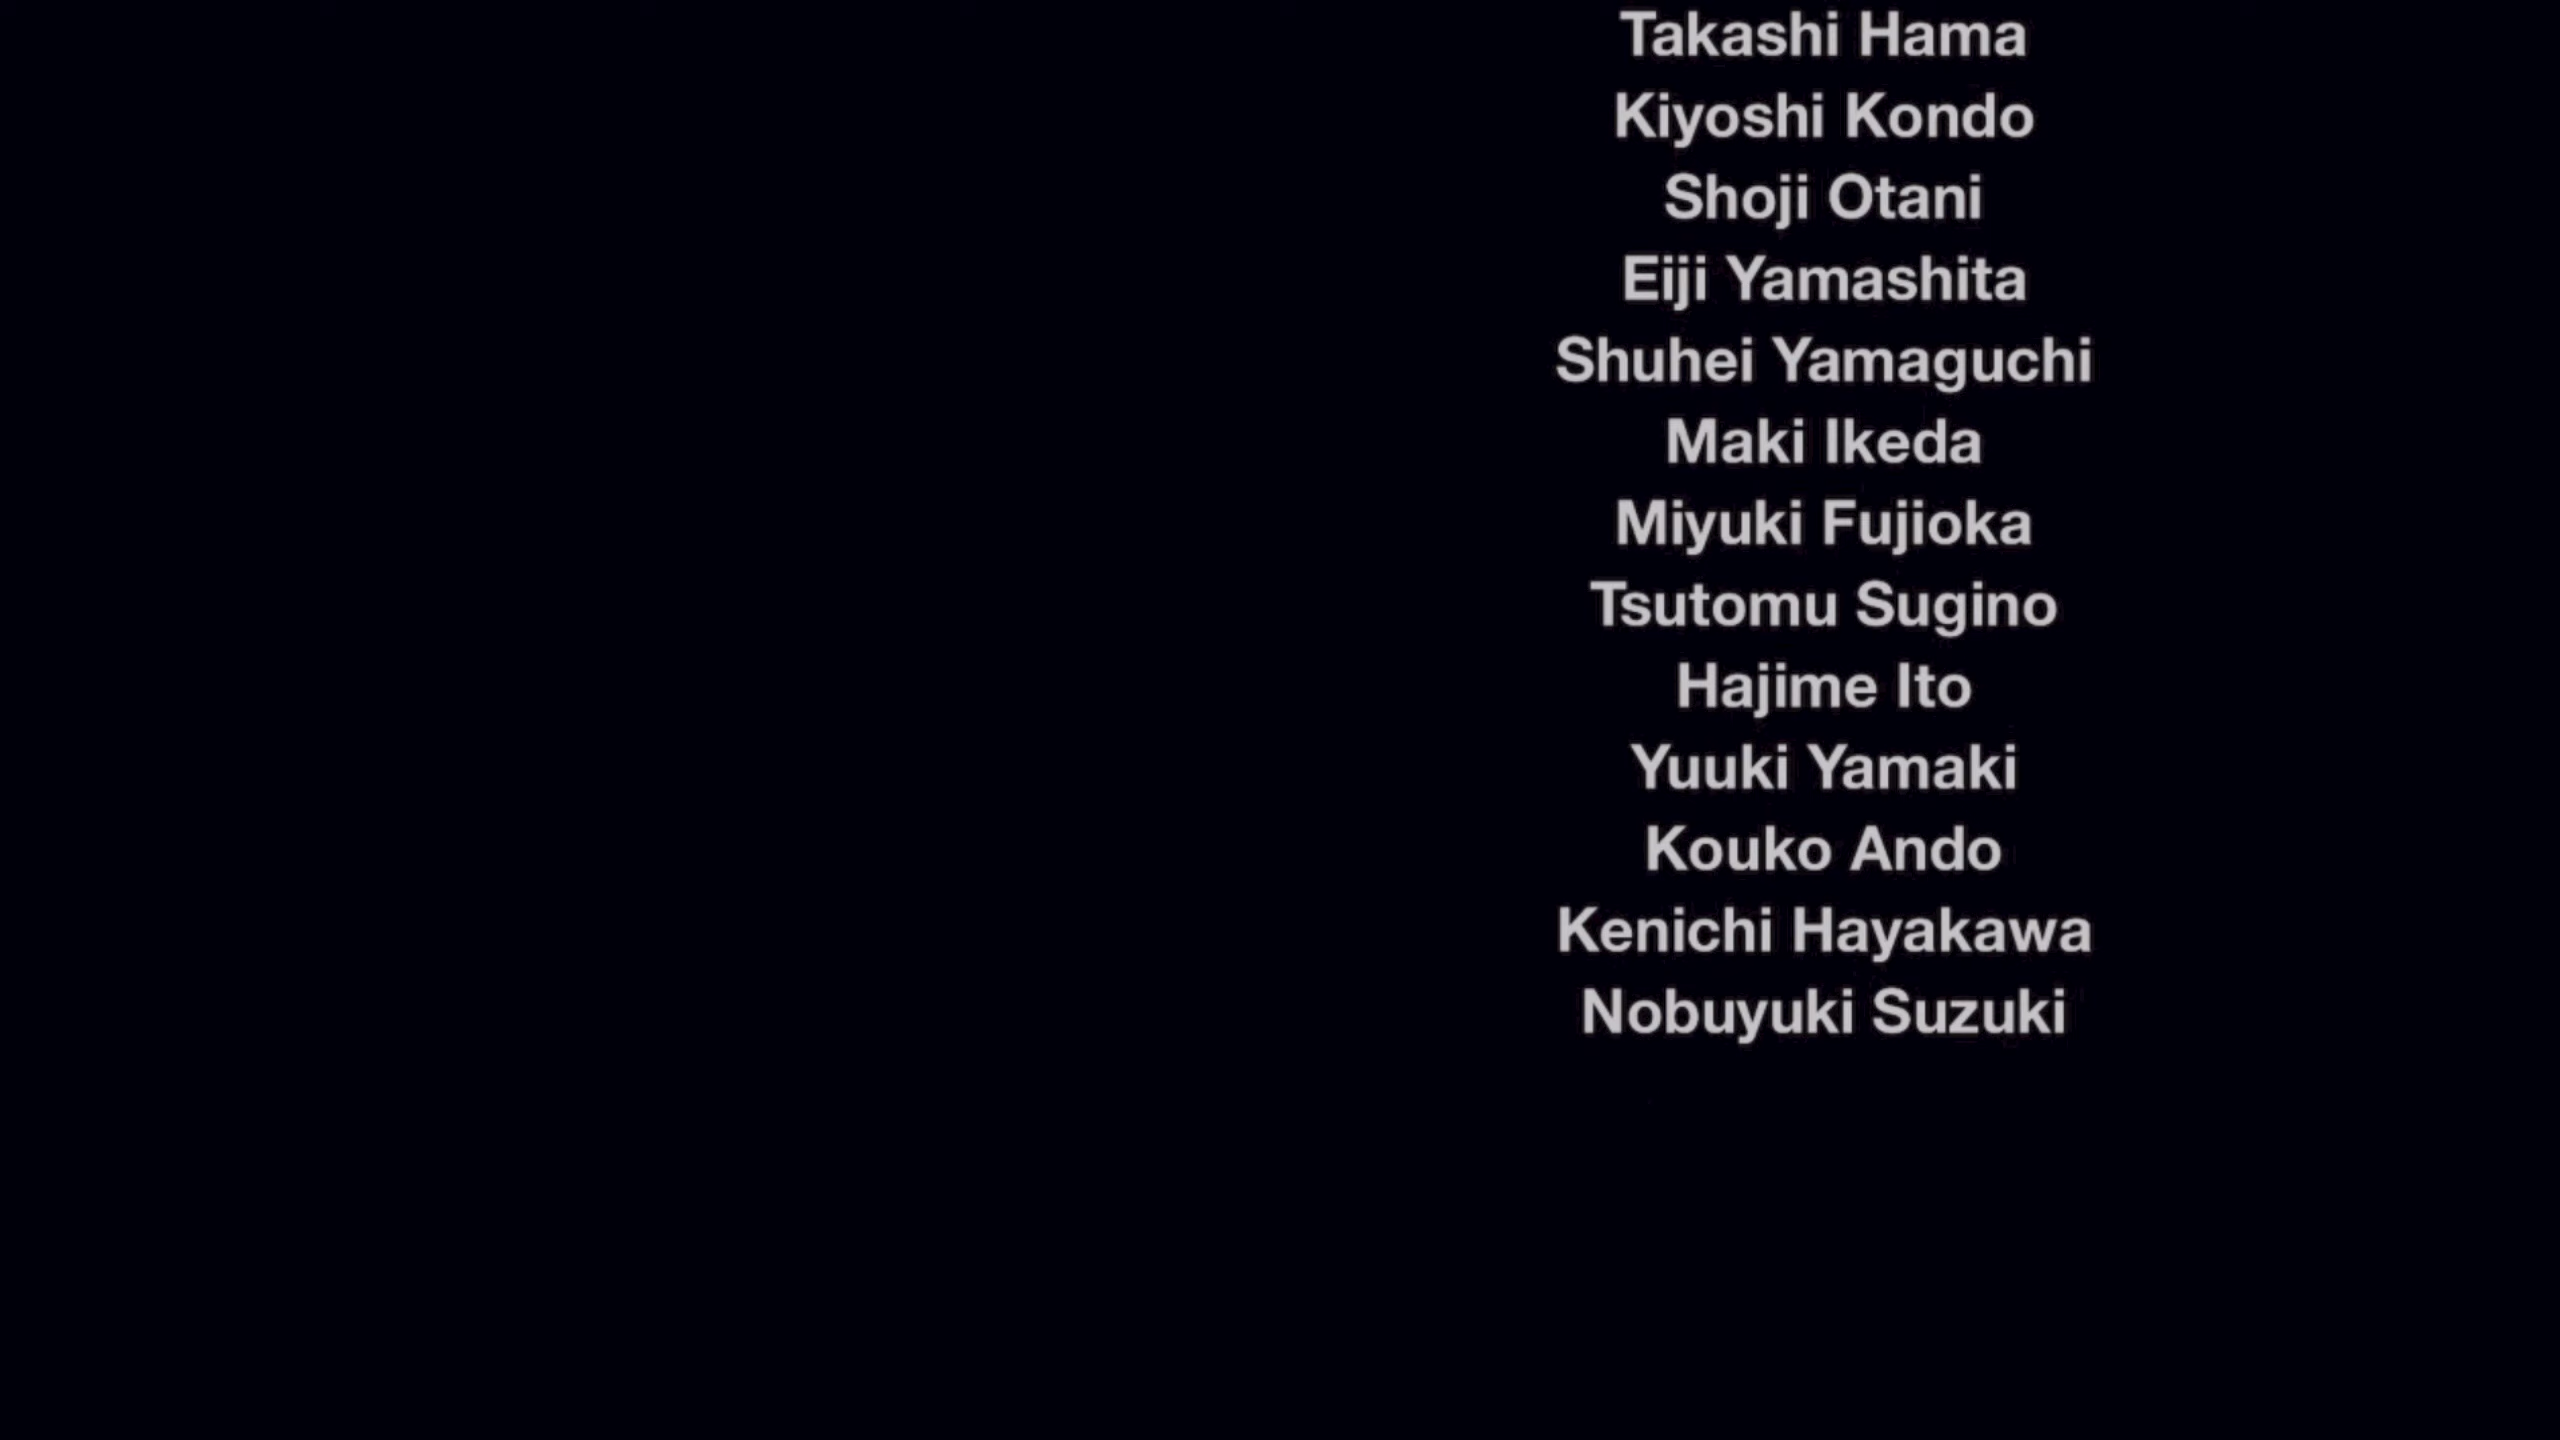 Takashi Hama
Kiyoshi Kondo
Shoji Otani
Eiji Yamashita
Shuhei Yamaguchi
Maki Ikeda
Miyuki Fujioka
Tsutomu Sugino
Hajime Ito
Yuuki Yamaki
Kouko Ando
Kenichi Hayakawa
Nobuyuki Suzuki